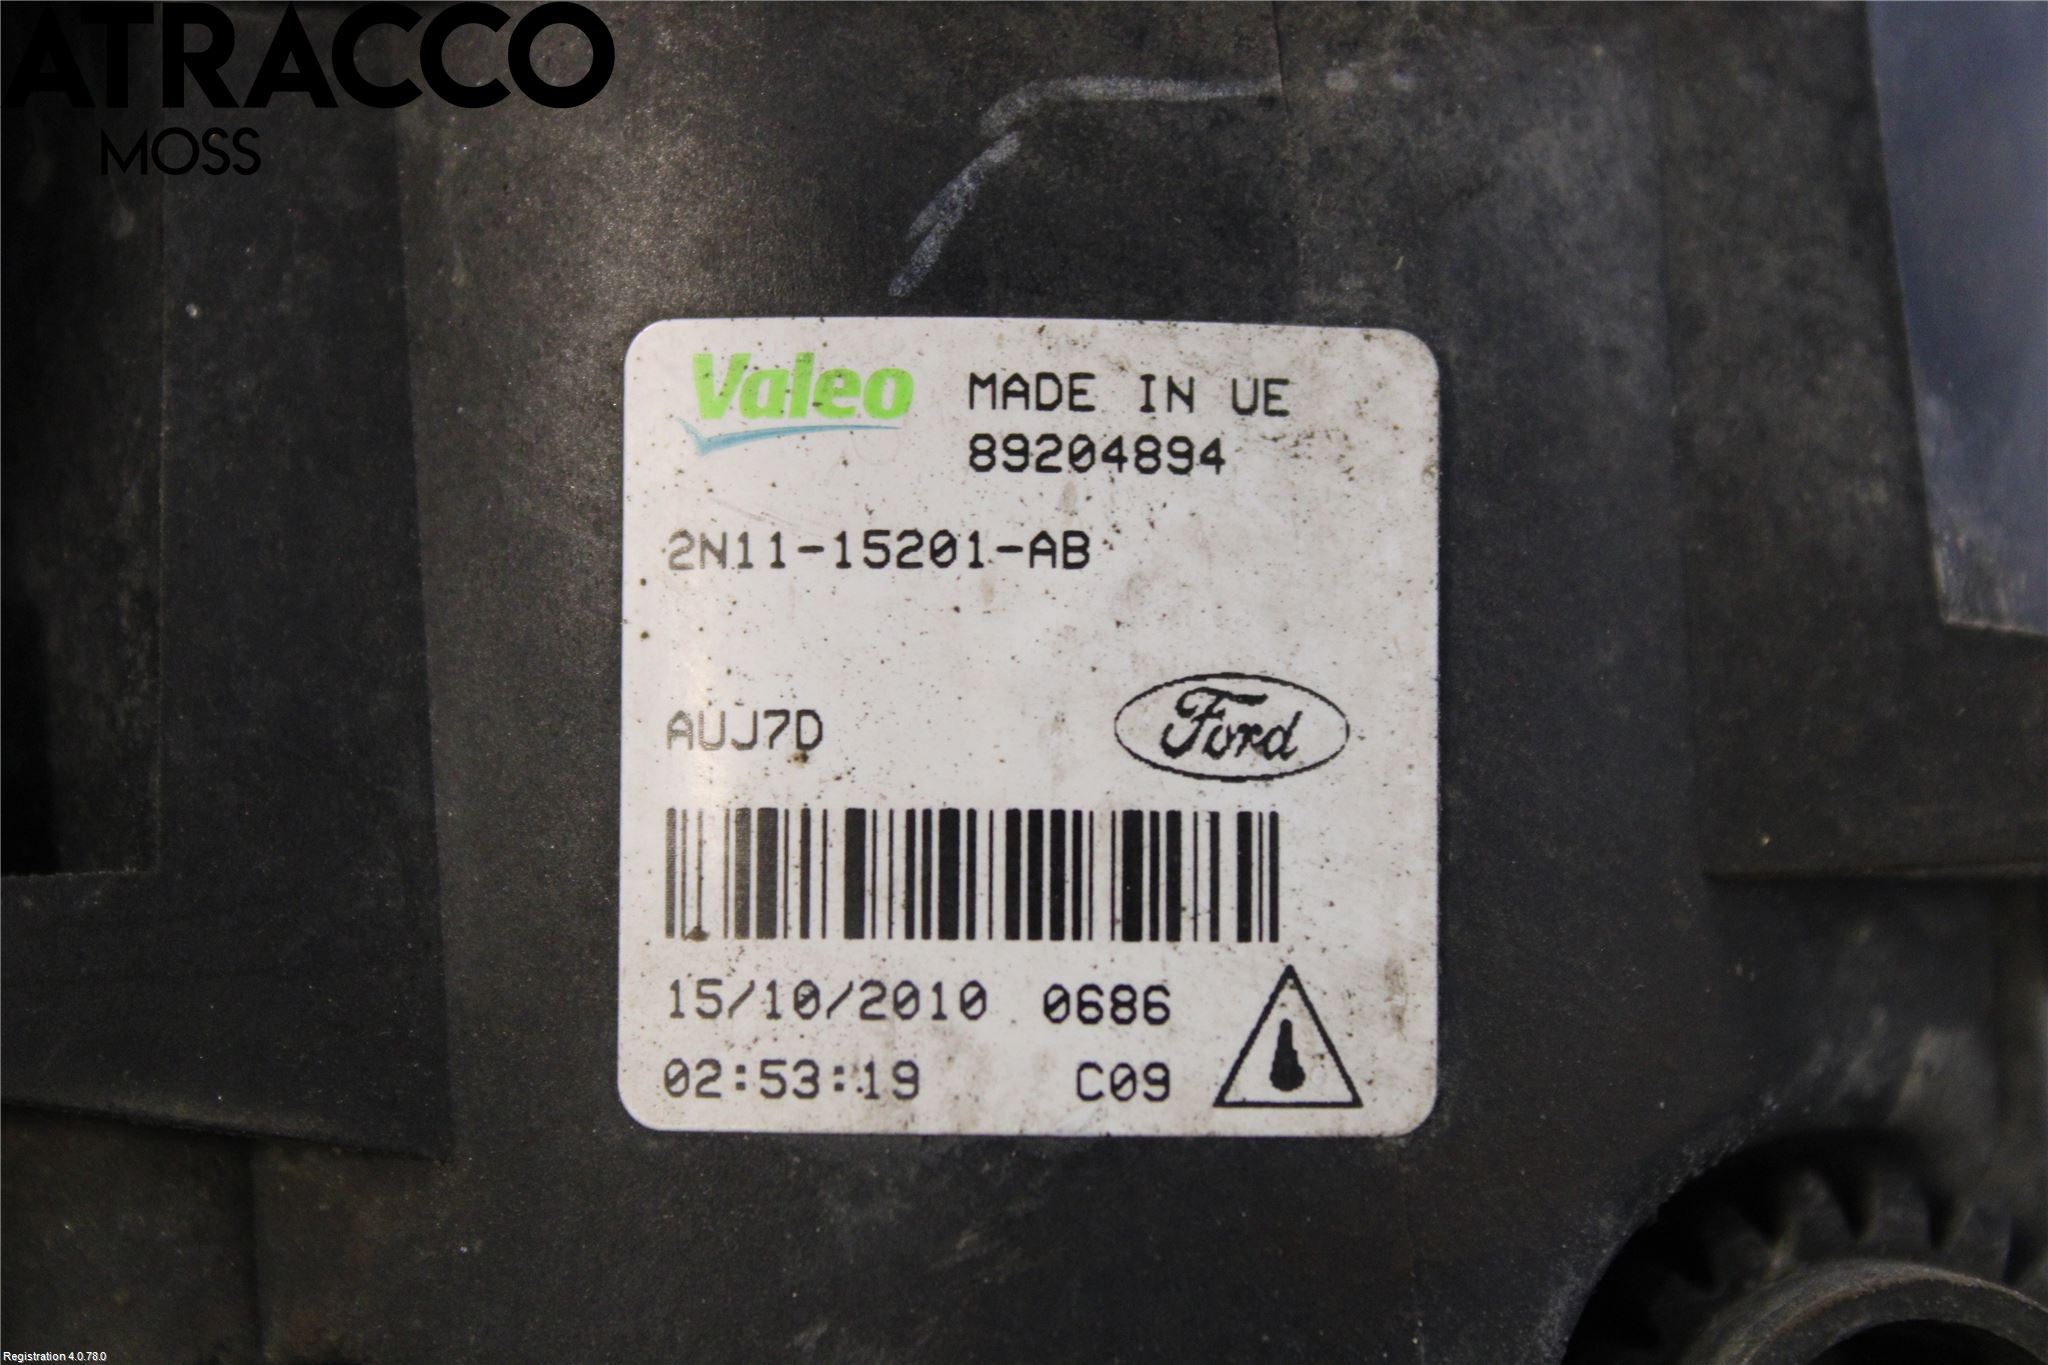 ATRACCO
MOSS
Valeo
MADE IN UE
89204894
2N11-15201-AB
AUJ7D
Ford
15/10/2010 0686
02:53:19 C09
Registration 4.0.78.0